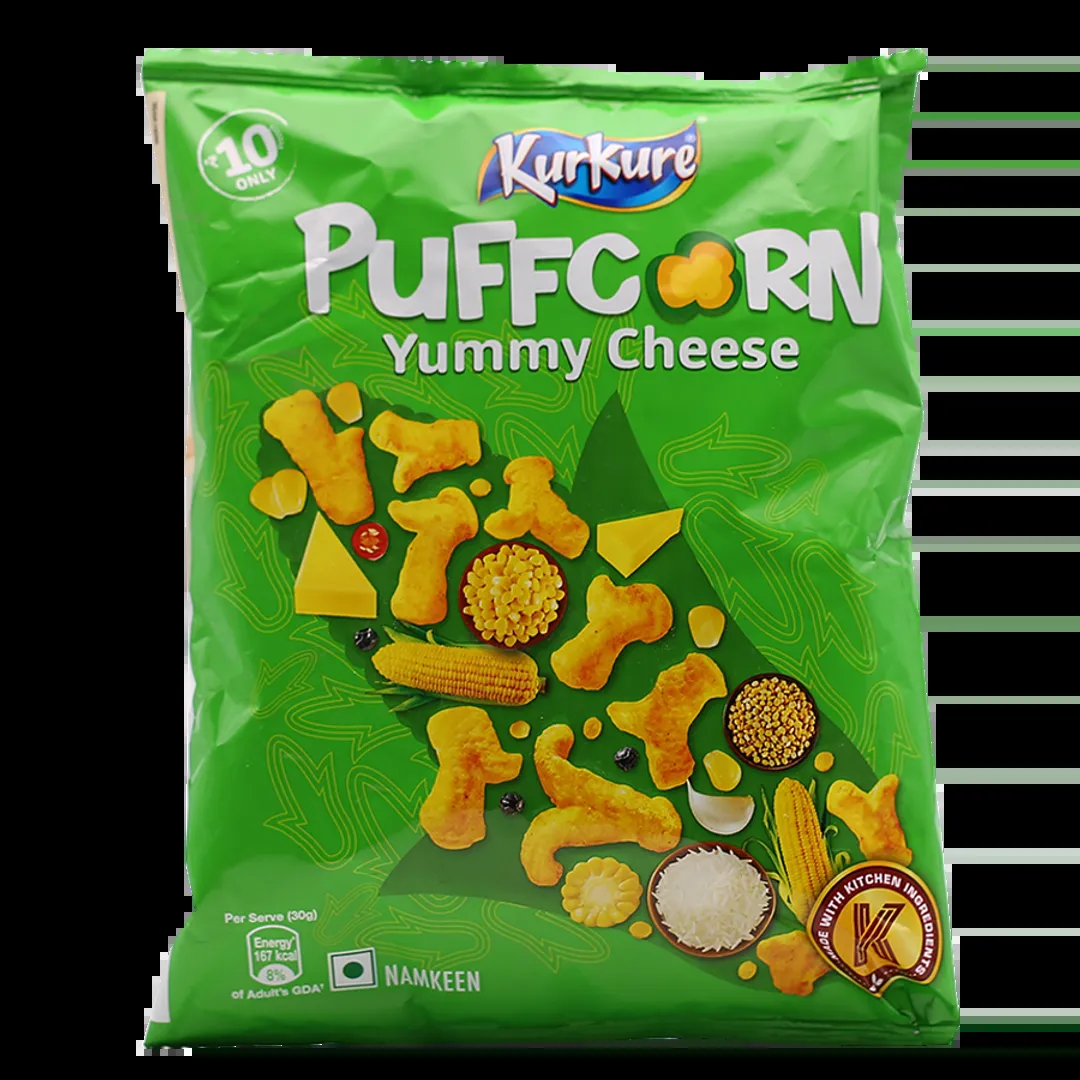 ₹10
ONLY
Kurkure®
PUFFCORN
Yummy Cheese
Per Serve (30g)
Energy*
167 kcal
8%
of Adult's GDA†
NAMKEEN
MADE WITH KITCHEN INGREDIENTS
K